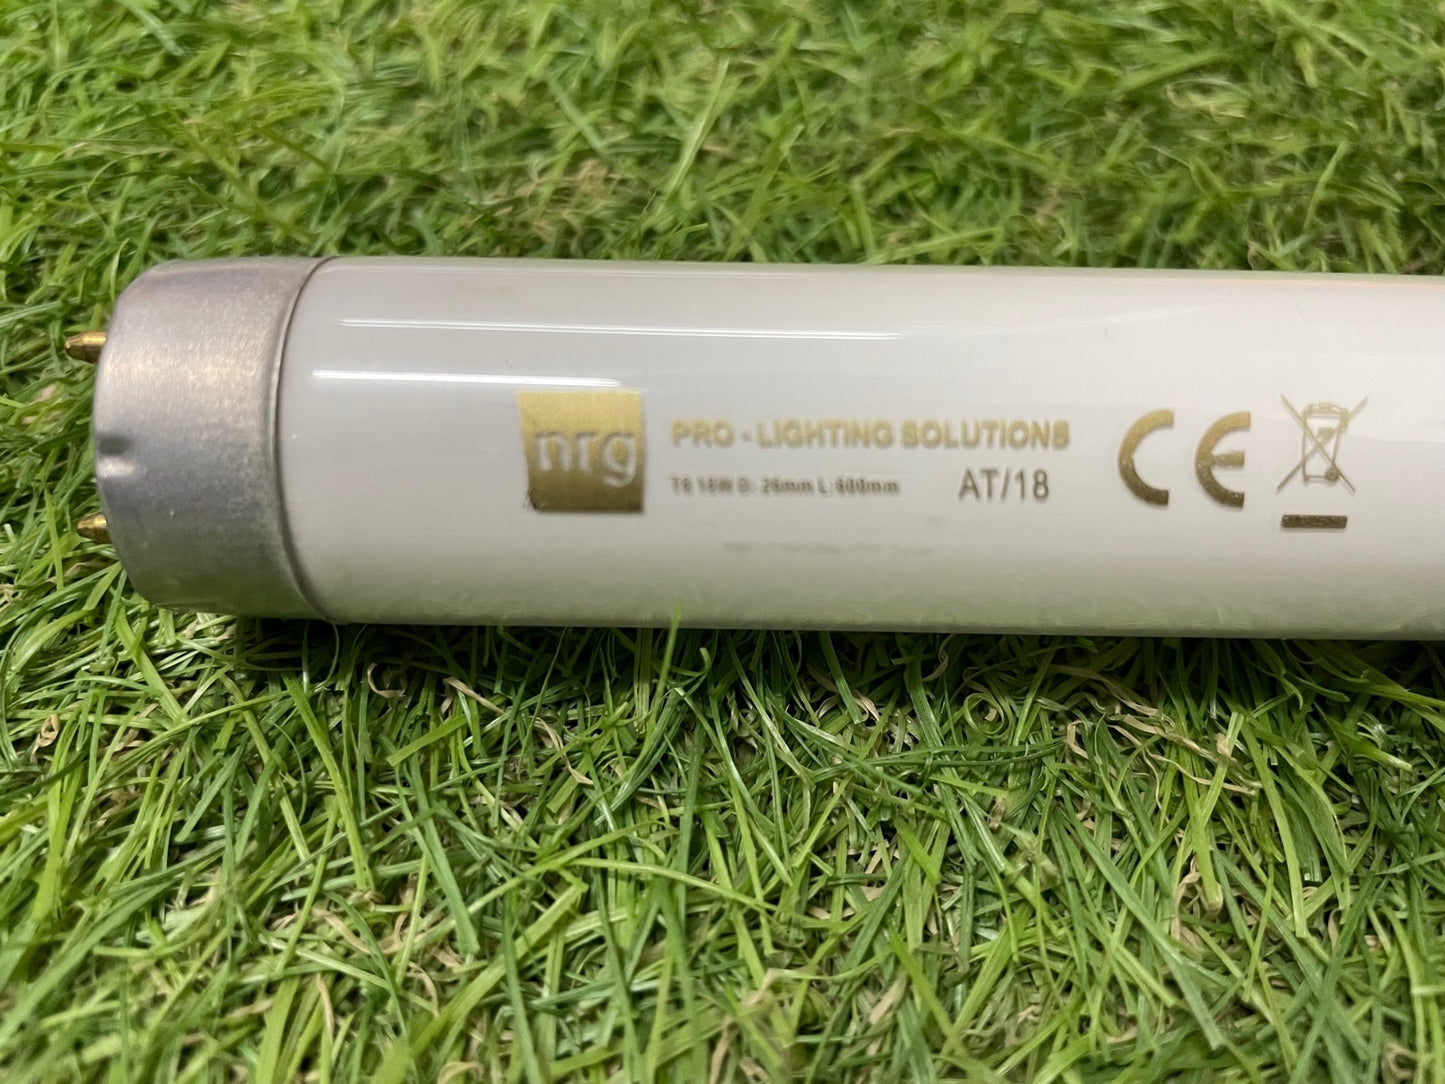 nrg
PRO - LIGHTING SOLUTIONS
T8 18W D: 26mm L:600mm AT/18
CE